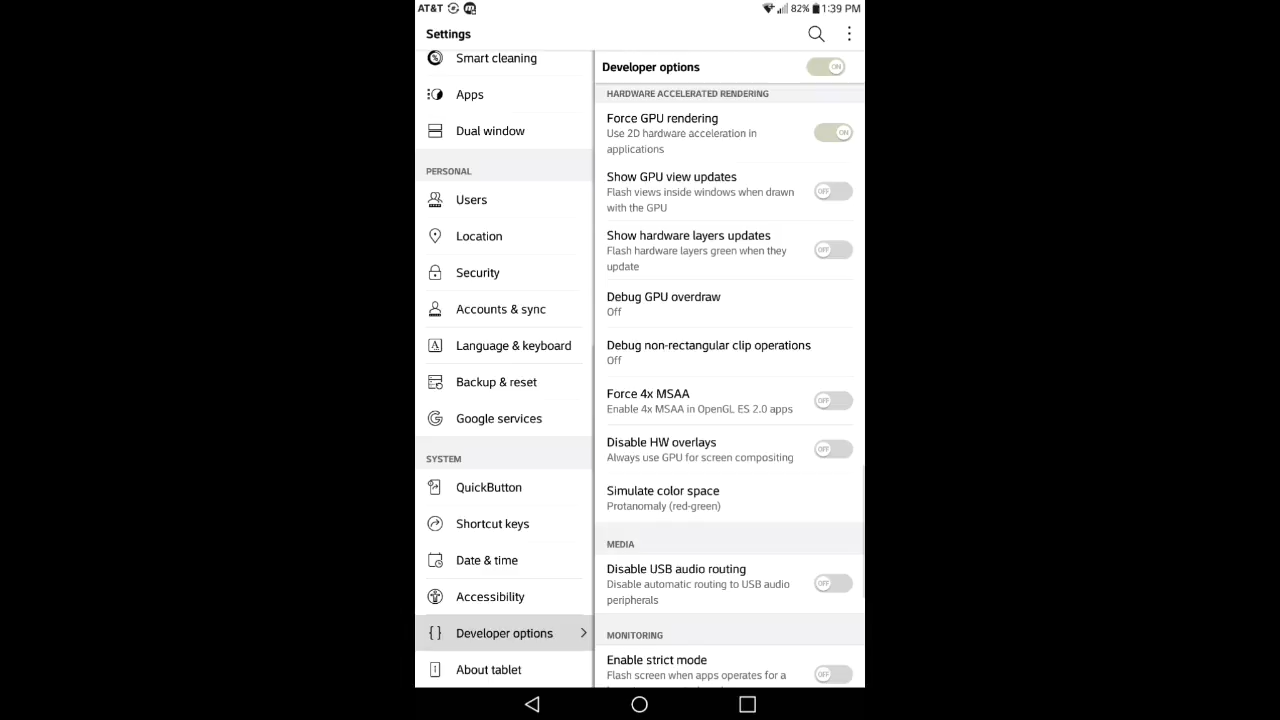 AT&T 82% 1:39 PM
Settings
Smart cleaning
Apps
Dual window
PERSONAL
Users
Location
Security
Accounts & sync
Language & keyboard
Backup & reset
Google services
SYSTEM
QuickButton
Shortcut keys
Date & time
Accessibility
Developer options
About tablet
Developer options ON
HARDWARE ACCELERATED RENDERING
Force GPU rendering
Use 2D hardware acceleration in
applications
ON
Show GPU view updates
Flash views inside windows when drawn
with the GPU
OFF
Show hardware layers updates
Flash hardware layers green when they
update
OFF
Debug GPU overdraw
Off
Debug non-rectangular clip operations
Off
Force 4x MSAA
Enable 4x MSAA in OpenGL ES 2.0 apps
OFF
Disable HW overlays
Always use GPU for screen compositing
OFF
Simulate color space
Protanomaly (red-green)
MEDIA
Disable USB audio routing
Disable automatic routing to USB audio
peripherals
OFF
MONITORING
Enable strict mode
Flash screen when apps operates for a
OFF